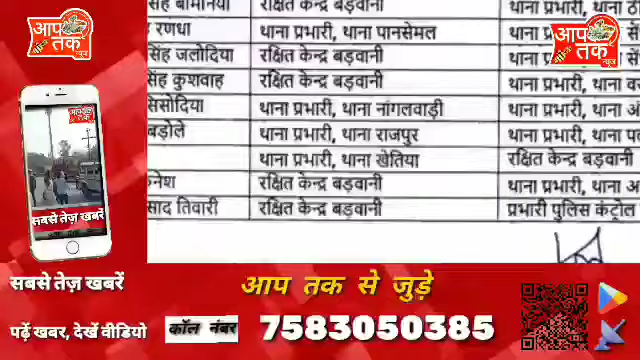 सिंह बामनिया रक्षित केन्द्र बड़वानी थाना प्रभारी, थाना ठी
रणधा थाना प्रभारी, थाना पानसेमल थाना
सिंह जलोदिया रक्षित केन्द्र बड़वानी थाना
सिंह कुशवाह रक्षित केन्द्र बड़वानी थाना प्रभारी, थाना
सिसोदिया थाना प्रभारी, थाना नांगलवाड़ी थाना प्रभारी, थाना
बड़ोले थाना प्रभारी, थाना राजपुर थाना प्रभारी, थाना
थाना प्रभारी, थाना खेतिया रक्षित केन्द्र बड़वानी
रक्षित केन्द्र बड़वानी थाना प्रभारी, थाना
साद तिवारी रक्षित केन्द्र बड़वानी प्रभारी पुलिस कंट्रोल
आप तक न्यूज
आप तक न्यूज
आप तक
सबसे तेज़ खबरें
सबसे तेज़ खबरें
आप तक से जुड़े
पढ़ें खबर, देखें वीडियो
कॉल नंबर 7583050385